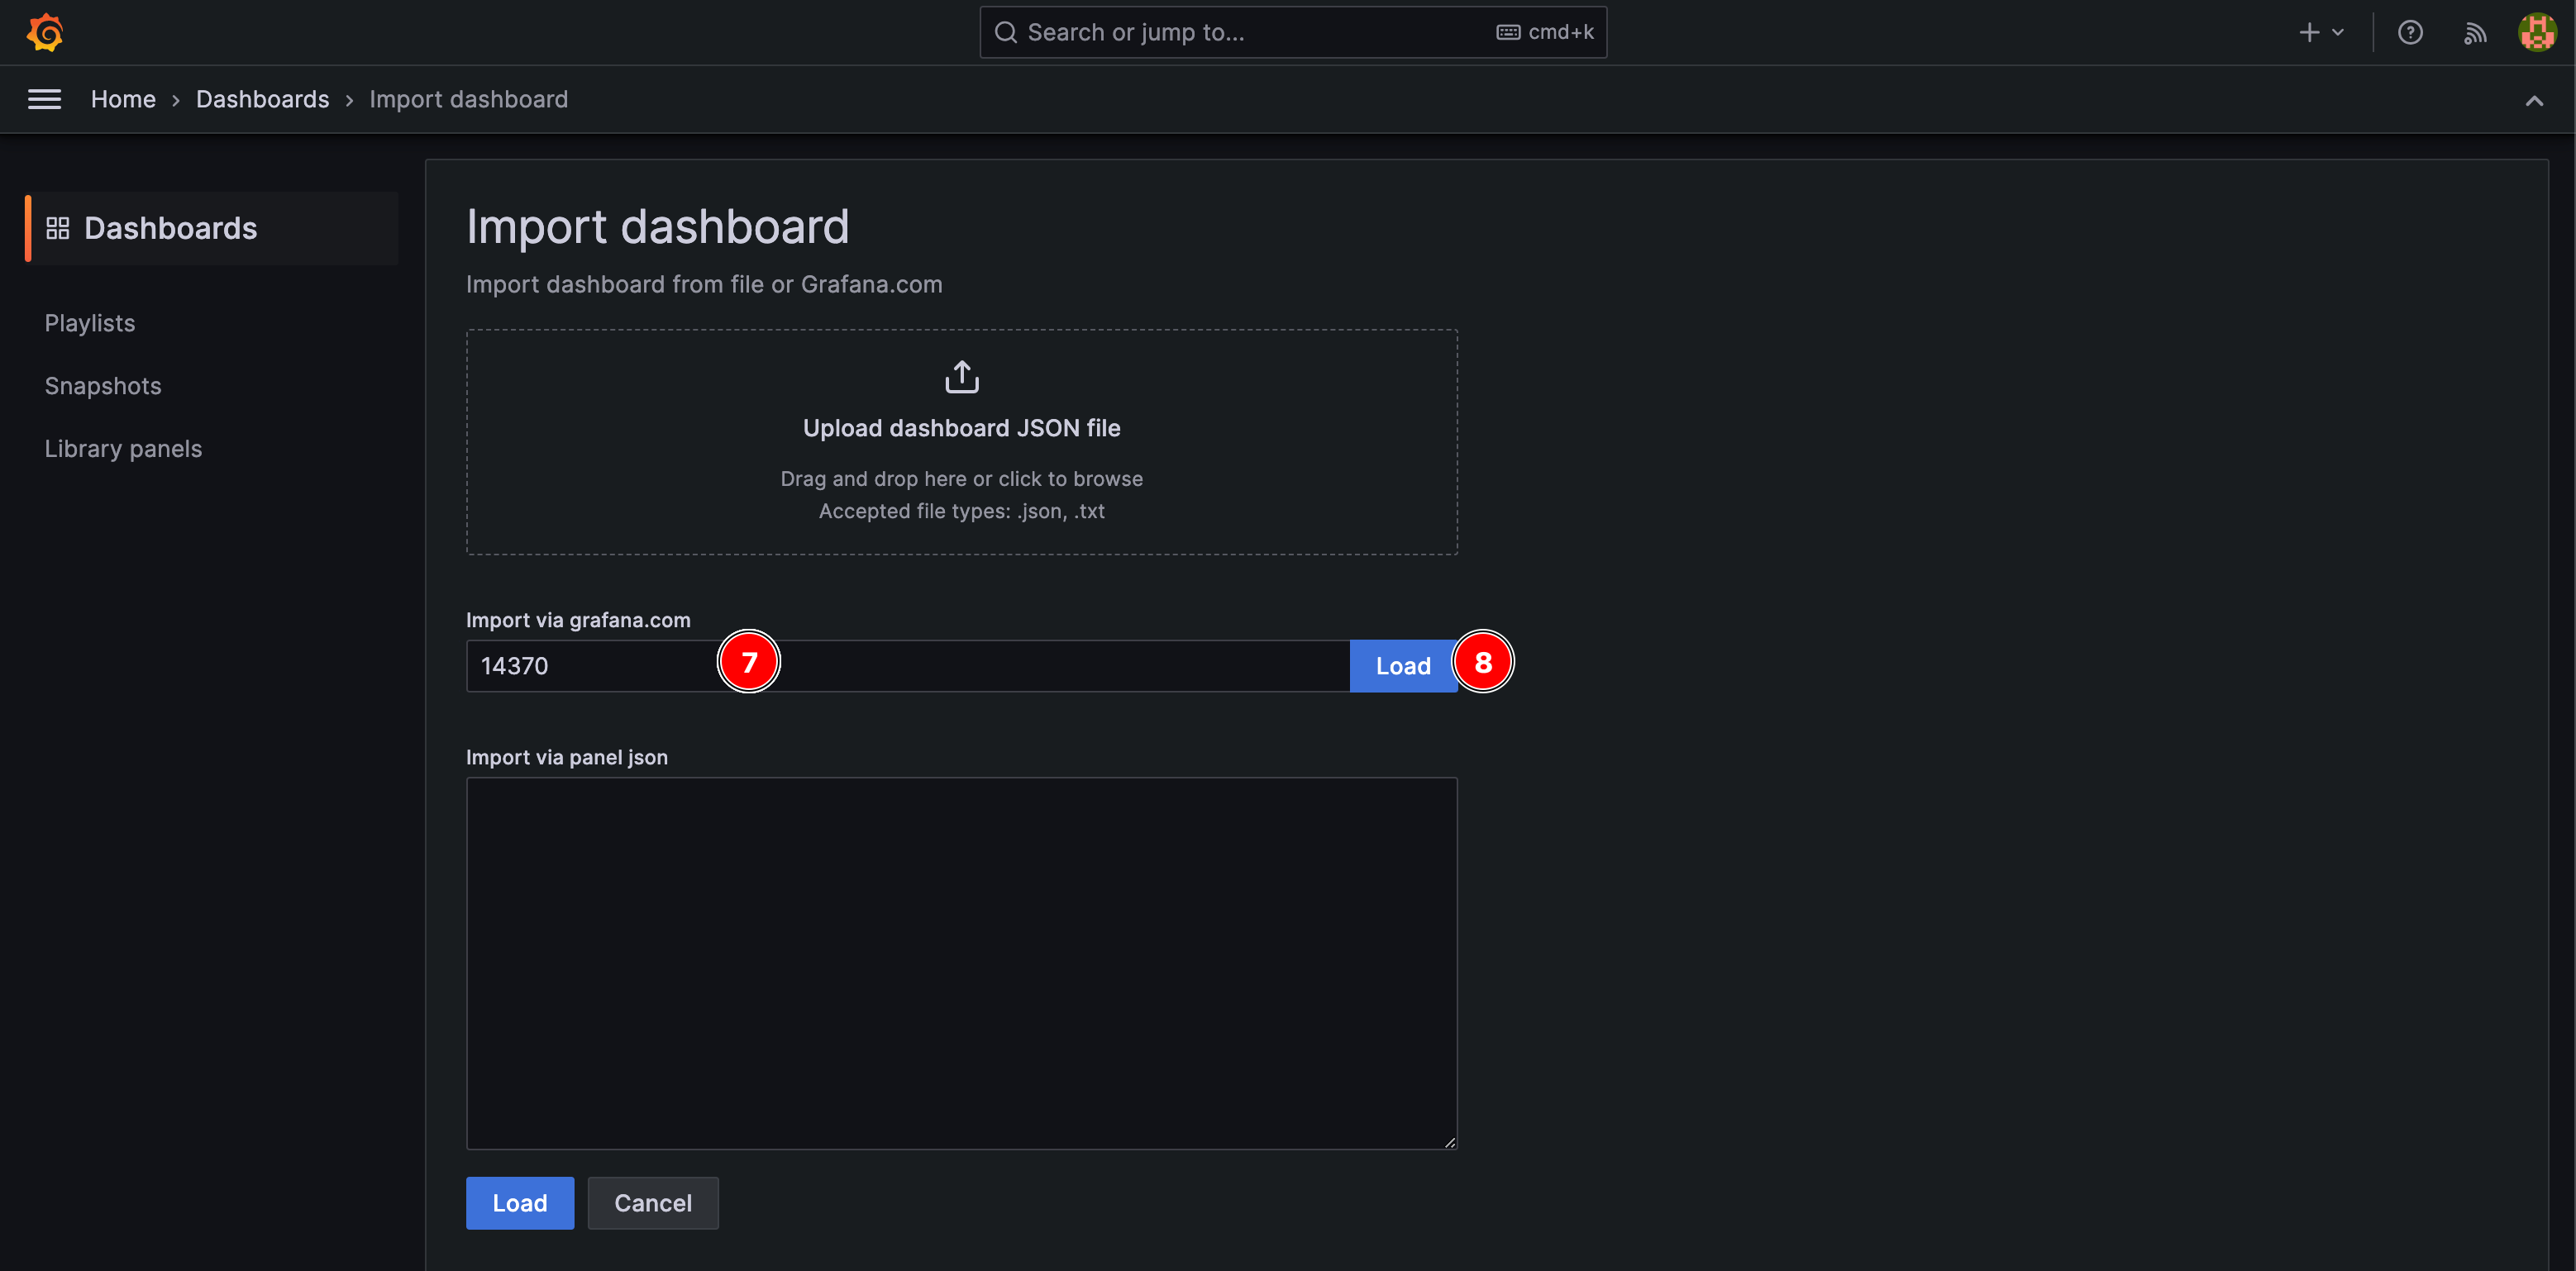 Search or jump to...
cmd+k
Home > Dashboards > Import dashboard
Dashboards
Playlists
Snapshots
Library panels
Import dashboard
Import dashboard from file or Grafana.com
Upload dashboard JSON file
Drag and drop here or click to browse
Accepted file types: .json, .txt
Import via grafana.com
14370
7
Load
8
Import via panel json
Load
Cancel